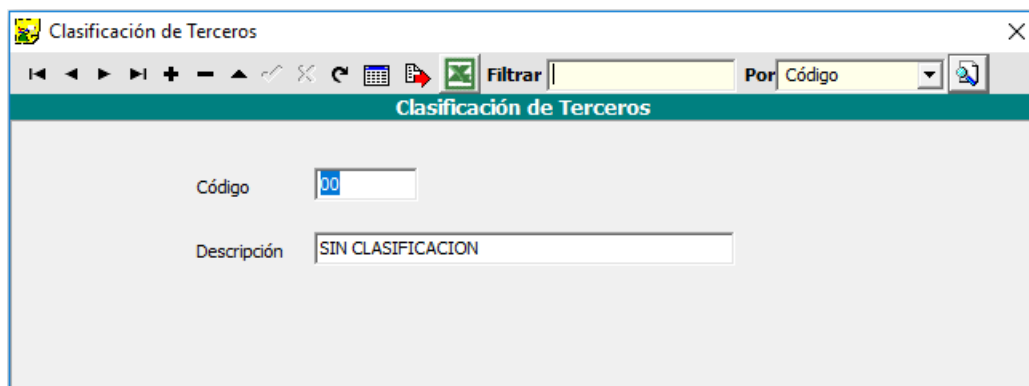 Clasificación de Terceros
Filtrar Por Código
Clasificación de Terceros
Código 00
Descripción SIN CLASIFICACION